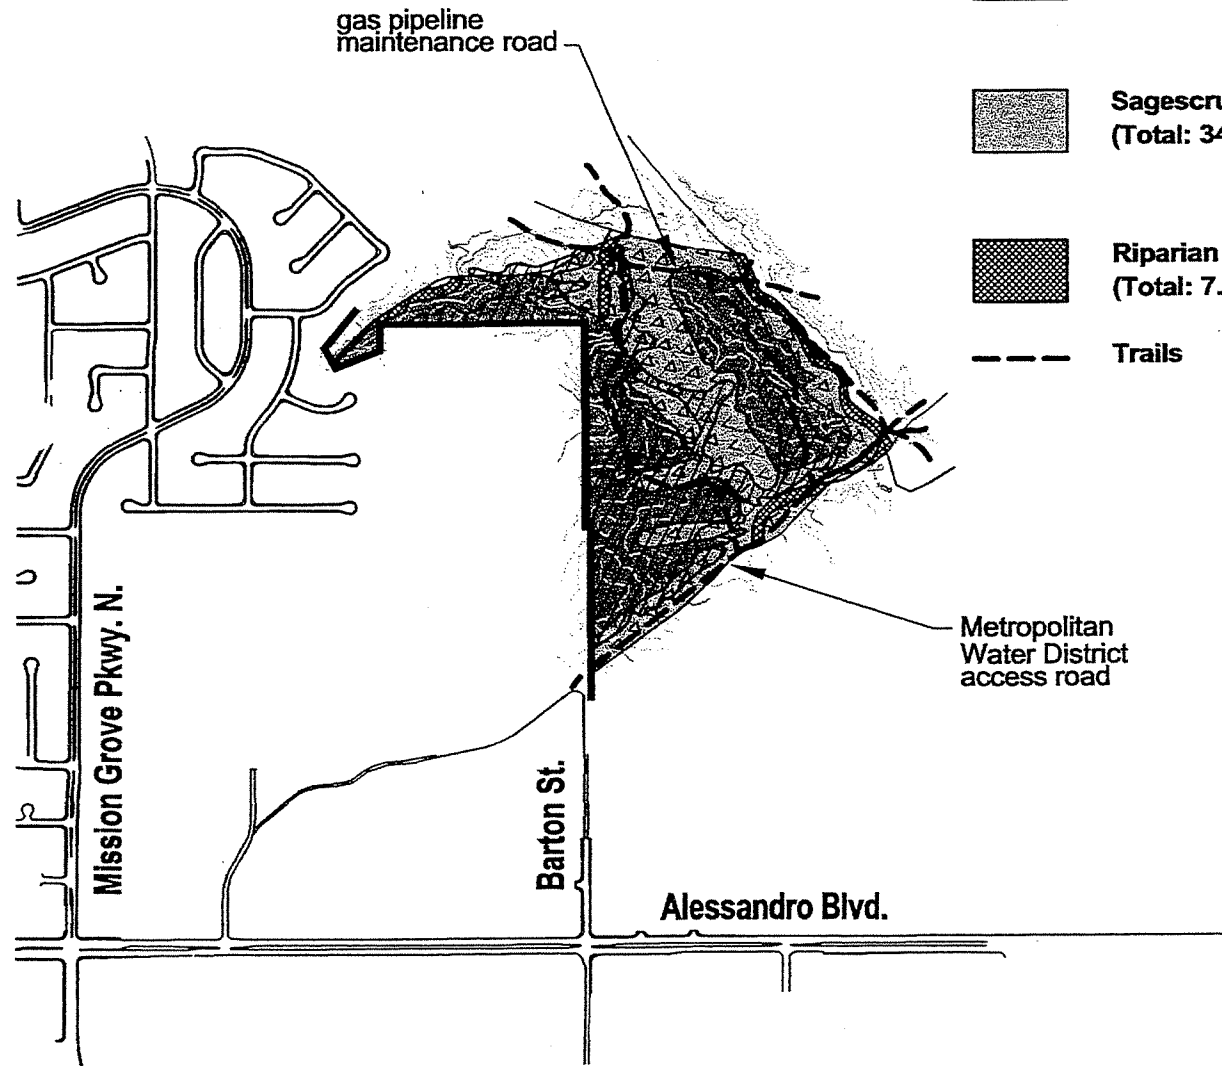 gas pipeline
maintenance road
Sagescru
(Total: 34
Riparian
(Total: 7.
Trails
Metropolitan
Water District
access road
Mission Grove Pkwy. N.
Barton St.
Alessandro Blvd.